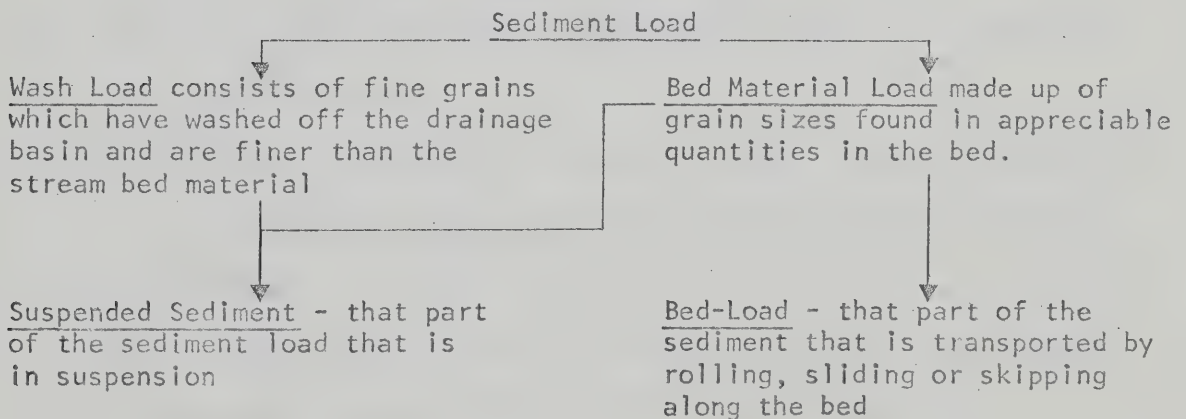 Sediment Load
Wash Load consists of fine grains
which have washed off the drainage
basin and are finer than the
stream bed material
Bed Material Load made up of
grain sizes found in appreciable
quantities in the bed.
Suspended Sediment - that part
of the sediment load that is
in suspension
Bed-Load - that part of the
sediment that is transported by
rolling, sliding or skipping
along the bed